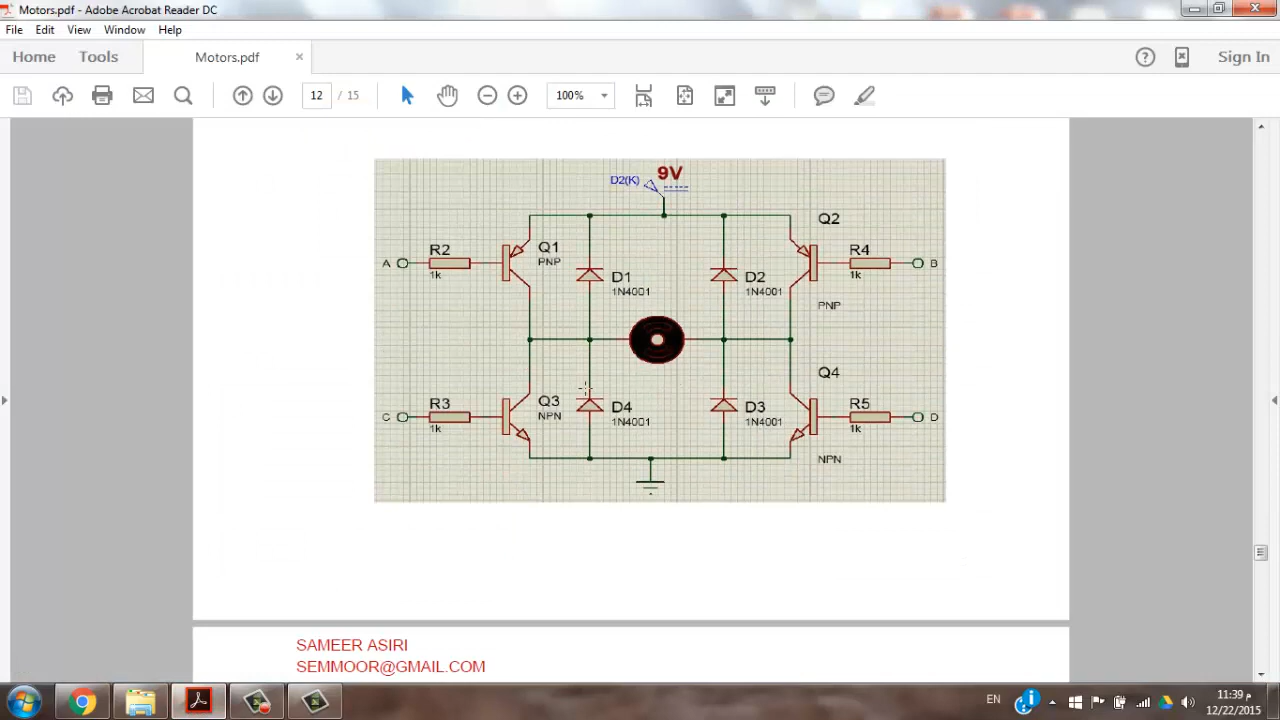 Motors.pdf - Adobe Acrobat Reader DC
File Edit View Window Help
Home Tools Motors.pdf × Sign In
12 / 15 100%
D2(K) 9V
Q2
R2 Q1 R4
A PNP B
1k D1 D2 1k
1N4001 1N4001
PNP
Q4
R3 Q3 D4 D3 R5
C NPN D
1k 1N4001 1N4001 1k
NPN
SAMEER ASIRI
SEMMOOR@GMAIL.COM
EN 11:39 م
12/22/2015